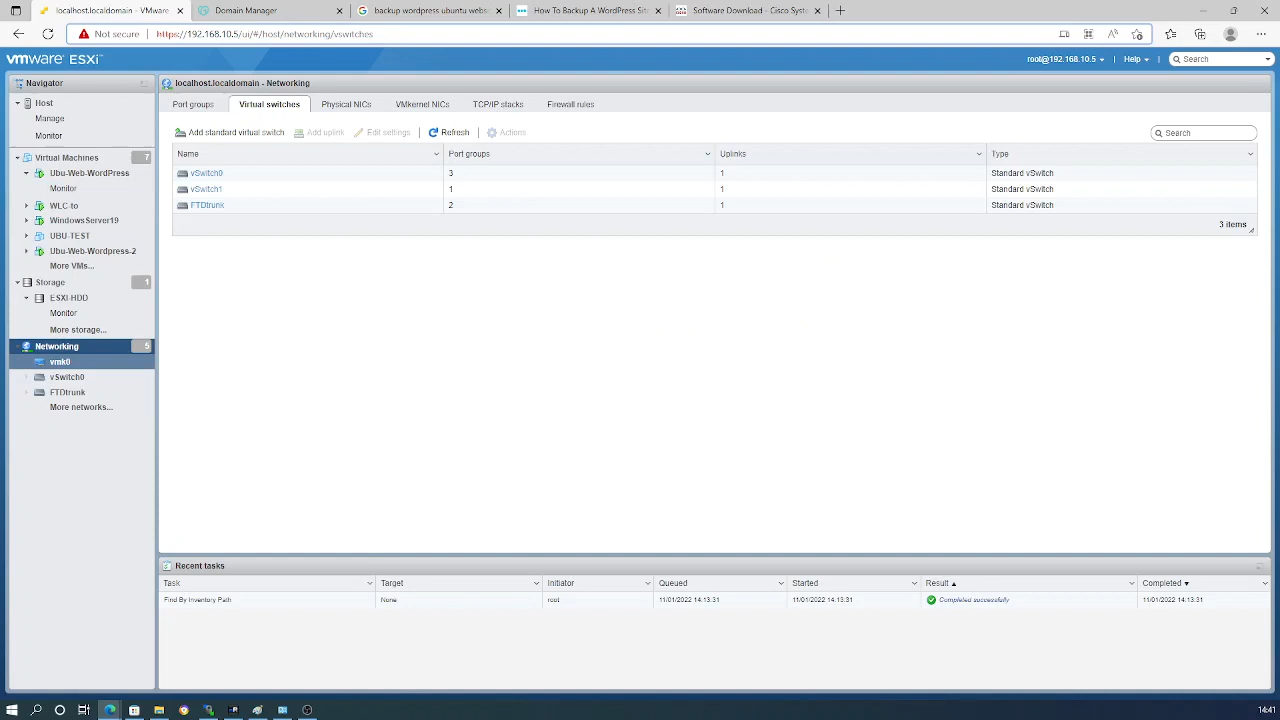 localhost.localdomain - VMware
Domain Manager
backup wordpress ubuntu webs
How To Backup A WordPress Sit
Software Download - Cisco Syst
Not secure
https://192.168.10.5/ui/#/host/networking/vswitches
vmware ESXi
root@192.168.10.5
Help
Search
Navigator
Host
Manage
Monitor
Virtual Machines
7
Ubu-Web-WordPress
Monitor
WLC-to
WindowsServer19
UBU-TEST
Ubu-Web-Wordpress-2
More VMs...
Storage
1
ESXI-HDD
Monitor
More storage...
Networking
5
vmk0
vSwitch0
FTDtrunk
More networks...
localhost.localdomain - Networking
Port groups
Virtual switches
Physical NICs
VMkernel NICs
TCP/IP stacks
Firewall rules
Add standard virtual switch
Add uplink
Edit settings
Refresh
Actions
Search
Name Port groups Uplinks Type
vSwitch0 3 1 Standard vSwitch
vSwitch1 1 1 Standard vSwitch
FTDtrunk 2 1 Standard vSwitch
3 items
Recent tasks
Task Target Initiator Queued Started Result Completed
Find By Inventory Path None root 11/01/2022 14:13:31 11/01/2022 14:13:31 Completed successfully 11/01/2022 14:13:31
14:41